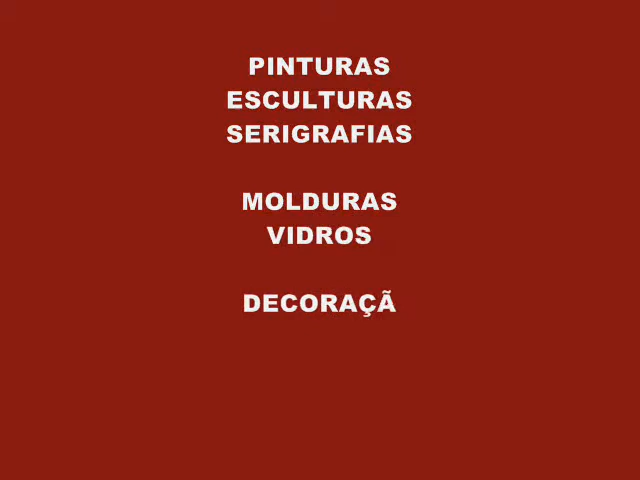 PINTURAS
ESCULTURAS
SERIGRAFIAS
MOLDURAS
VIDROS
DECORAÇÃ